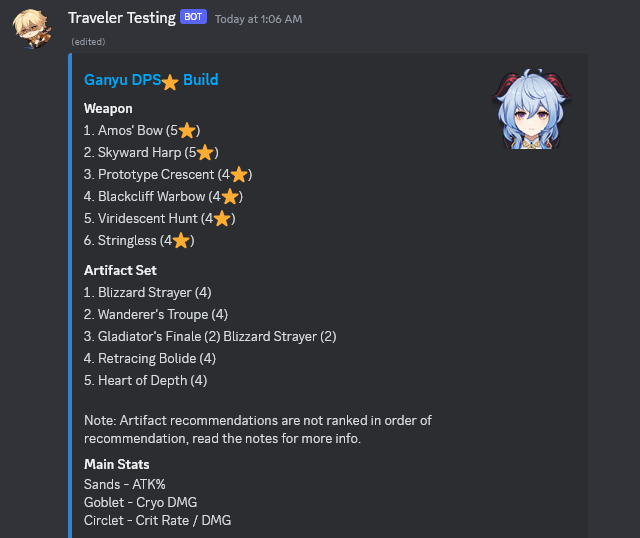 Traveler Testing BOT Today at 1:06 AM
(edited)
Ganyu DPS⭐ Build
Weapon
1. Amos' Bow (5⭐)
2. Skyward Harp (5⭐)
3. Prototype Crescent (4⭐)
4. Blackcliff Warbow (4⭐)
5. Viridescent Hunt (4⭐)
6. Stringless (4⭐)
Artifact Set
1. Blizzard Strayer (4)
2. Wanderer's Troupe (4)
3. Gladiator's Finale (2) Blizzard Strayer (2)
4. Retracing Bolide (4)
5. Heart of Depth (4)
Note: Artifact recommendations are not ranked in order of
recommendation, read the notes for more info.
Main Stats
Sands - ATK%
Goblet - Cryo DMG
Circlet - Crit Rate / DMG